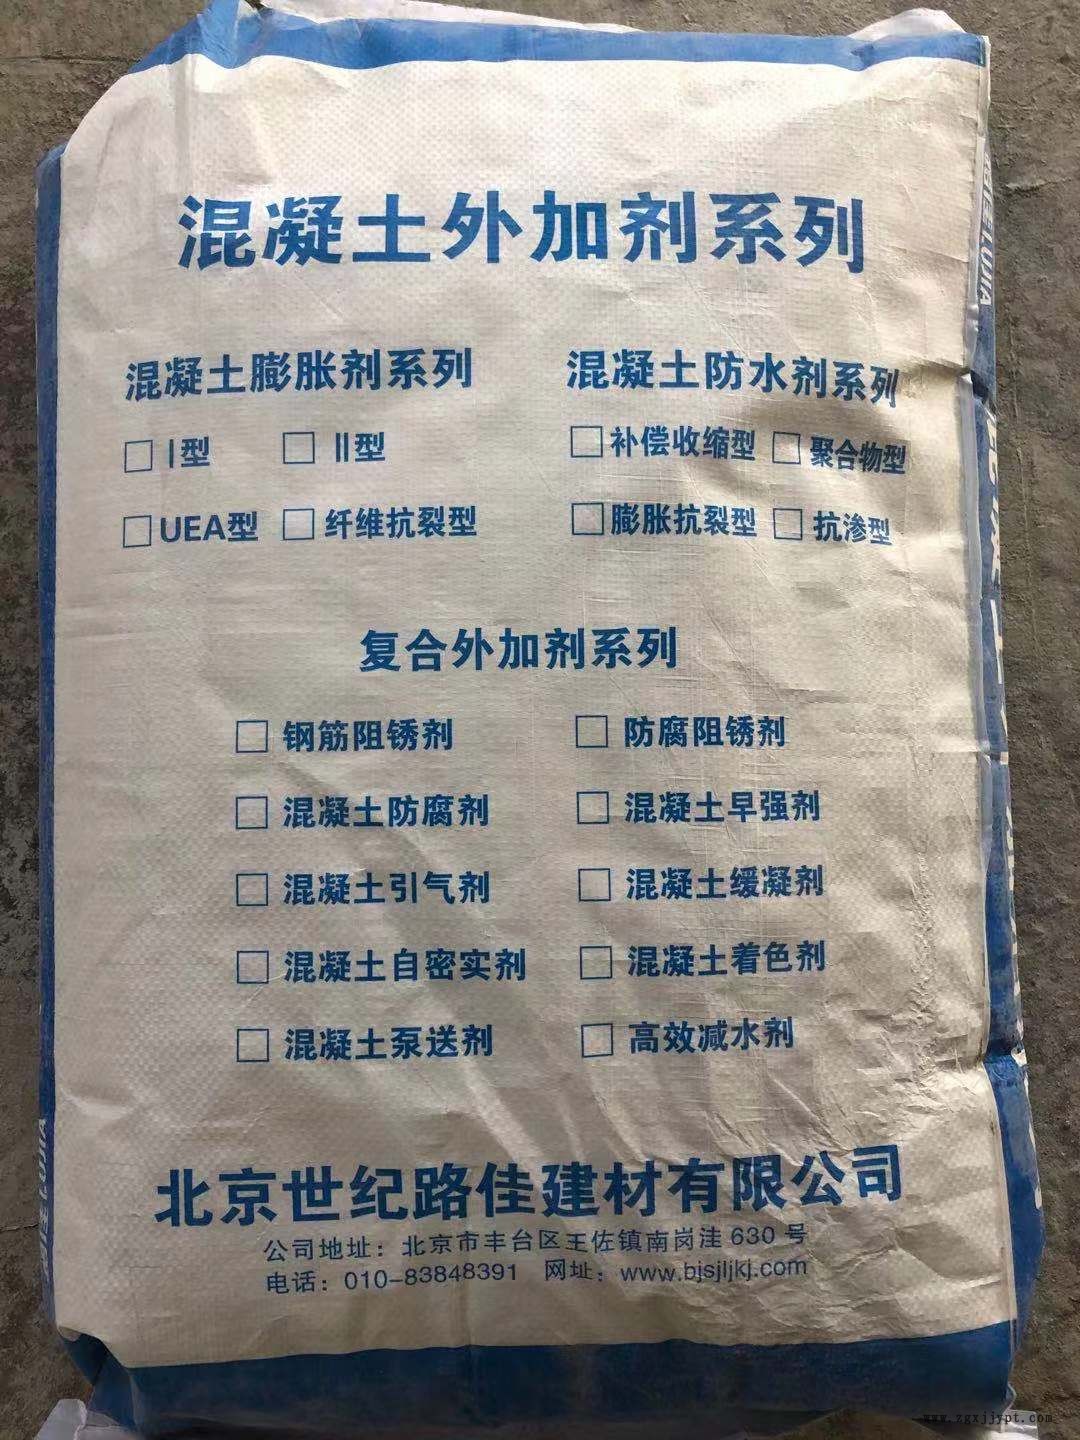 混凝土外加剂系列
混凝土膨胀剂系列
混凝土防水剂系列
□ Ⅰ型 □ Ⅱ型
□ 补偿收缩型 □ 聚合物型
□ UEA型 □ 纤维抗裂型
□ 膨胀抗裂型 □ 抗渗型
复合外加剂系列
□ 钢筋阻锈剂 □ 防腐阻锈剂
□ 混凝土防腐剂 □ 混凝土早强剂
□ 混凝土引气剂 □ 混凝土缓凝剂
□ 混凝土自密实剂 □ 混凝土着色剂
□ 混凝土泵送剂 □ 高效减水剂
北京世纪路佳建材有限公司
公司地址：北京市丰台区王佐镇南岗洼 630 号
电话：010-83848391 网址：www.bjsjljkj.com
LUJIA
LUJIA
www.zgxjjypt.com